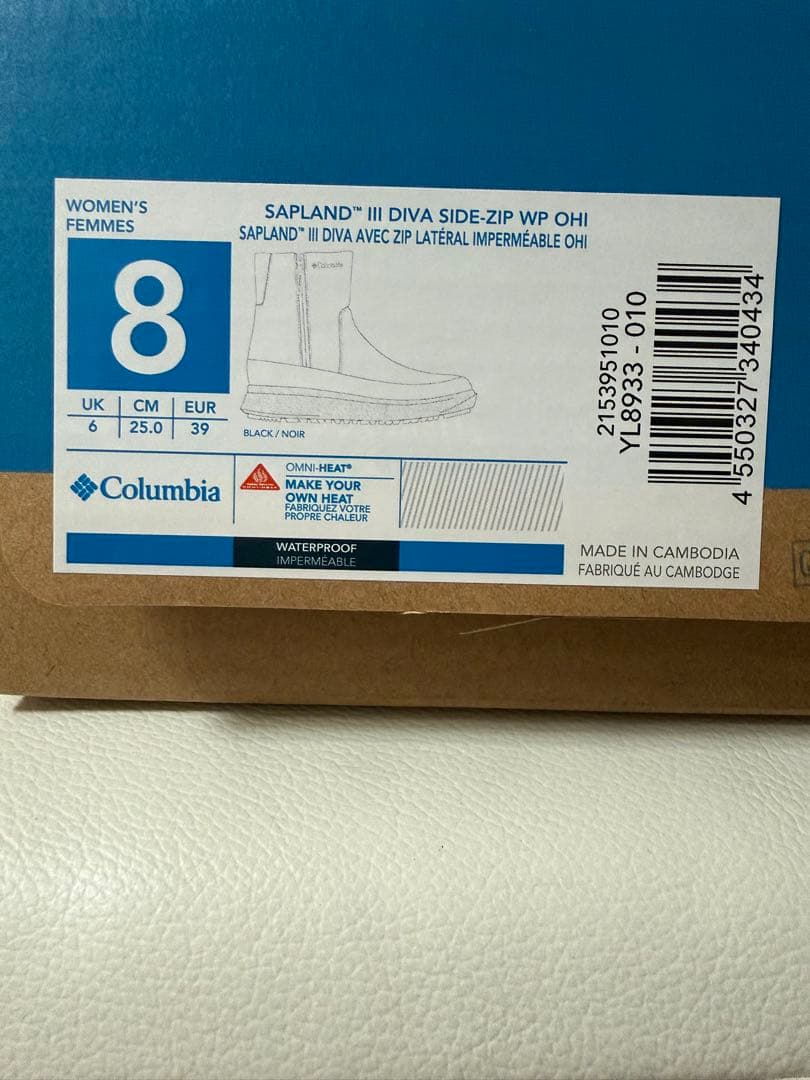 WOMEN'S
FEMMES
8
UK CM EUR
6 25.0 39
SAPLAND™ III DIVA SIDE-ZIP WP OHI
SAPLAND™ III DIVA AVEC ZIP LATÉRAL IMPERMÉABLE OHI
Columbia
BLACK / NOIR
Columbia
OMNI-HEAT®
MAKE YOUR
OWN HEAT
FABRIQUEZ VOTRE
PROPRE CHALEUR
WATERPROOF
IMPERMÉABLE
2153951010
YL8933 - 010
4 550327 340434
MADE IN CAMBODIA
FABRIQUÉ AU CAMBODGE